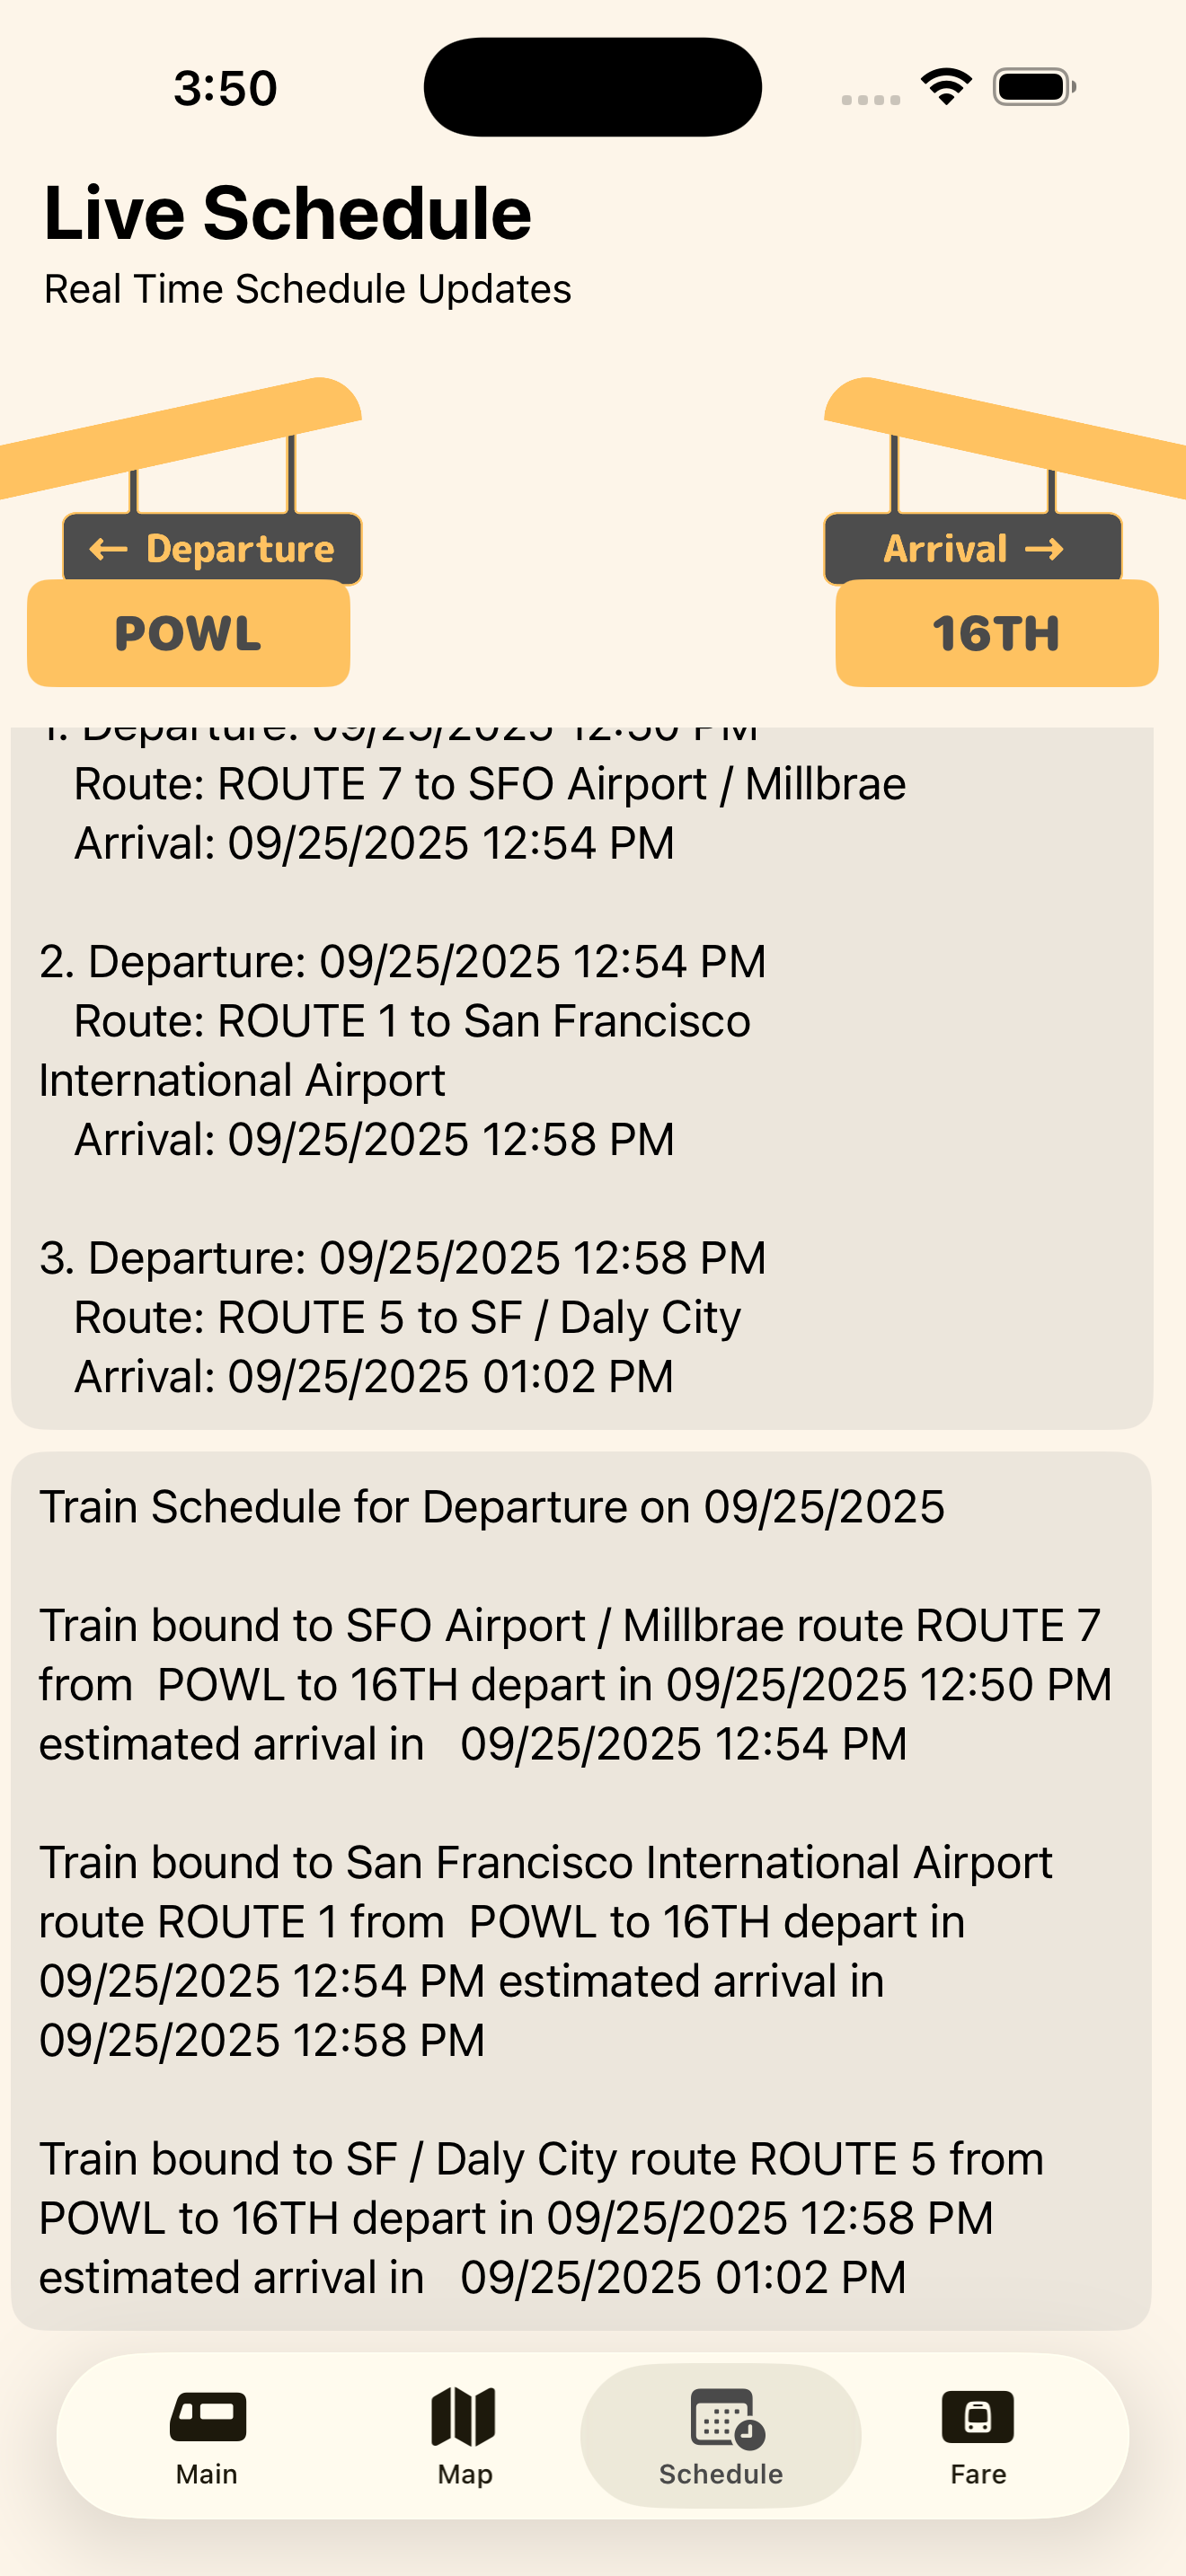 3:50
Live Schedule
Real Time Schedule Updates
← Departure
Arrival →
POWL
16TH
1. Departure: 09/25/2025 12:50 PM
Route: ROUTE 7 to SFO Airport / Millbrae
Arrival: 09/25/2025 12:54 PM
2. Departure: 09/25/2025 12:54 PM
Route: ROUTE 1 to San Francisco
International Airport
Arrival: 09/25/2025 12:58 PM
3. Departure: 09/25/2025 12:58 PM
Route: ROUTE 5 to SF / Daly City
Arrival: 09/25/2025 01:02 PM
Train Schedule for Departure on 09/25/2025
Train bound to SFO Airport / Millbrae route ROUTE 7
from  POWL to 16TH depart in 09/25/2025 12:50 PM
estimated arrival in   09/25/2025 12:54 PM
Train bound to San Francisco International Airport
route ROUTE 1 from  POWL to 16TH depart in
09/25/2025 12:54 PM estimated arrival in
09/25/2025 12:58 PM
Train bound to SF / Daly City route ROUTE 5 from
POWL to 16TH depart in 09/25/2025 12:58 PM
estimated arrival in   09/25/2025 01:02 PM
Main
Map
Schedule
Fare